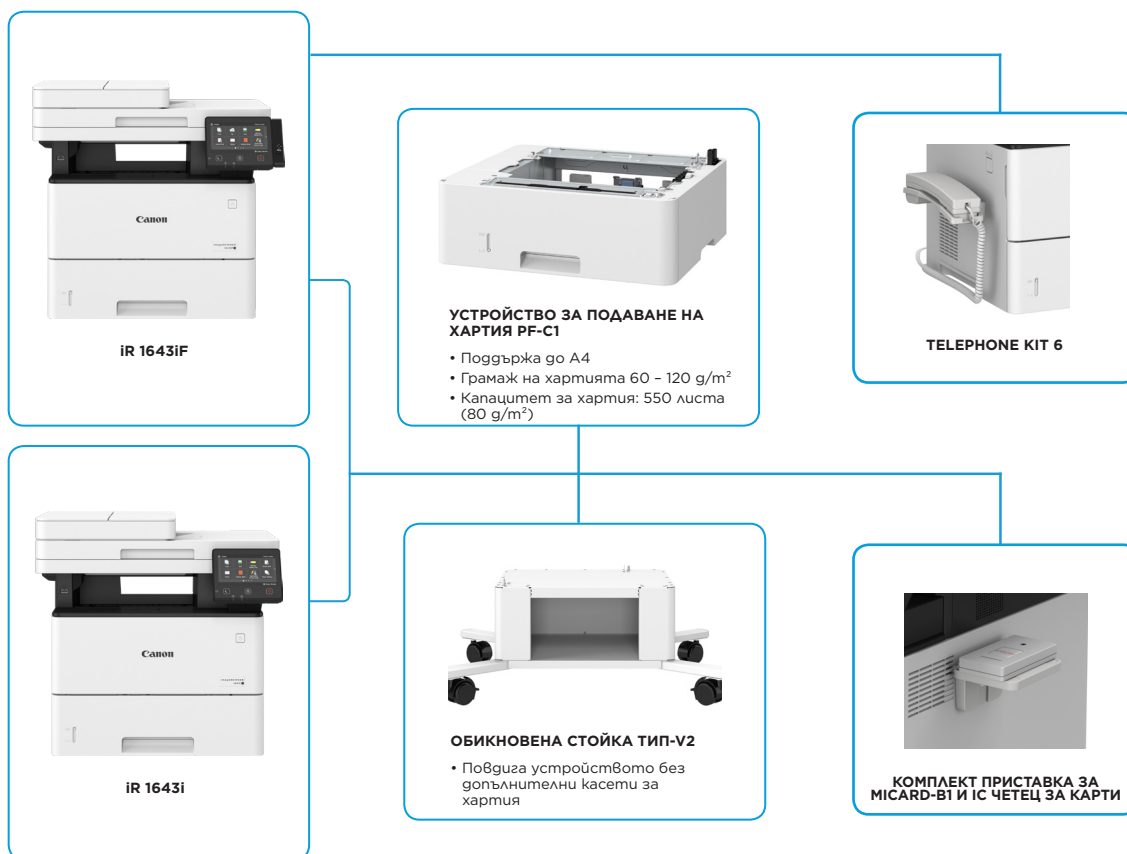 Canon
iR 1643iF
Canon
iR 1643i
УСТРОЙСТВО ЗА ПОДАВАНЕ НА
ХАРТИЯ PF-C1
• Поддържа до A4
• Грамаж на хартията 60 – 120 g/m²
• Капацитет за хартия: 550 листа
(80 g/m²)
ОБИКНОВЕНА СТОЙКА ТИП-V2
• Повдига устройството без
допълнителни касети за
хартия
TELEPHONE KIT 6
КОМПЛЕКТ ПРИСТАВКА ЗА
MICARD-B1 И IC ЧЕТЕЦ ЗА КАРТИ